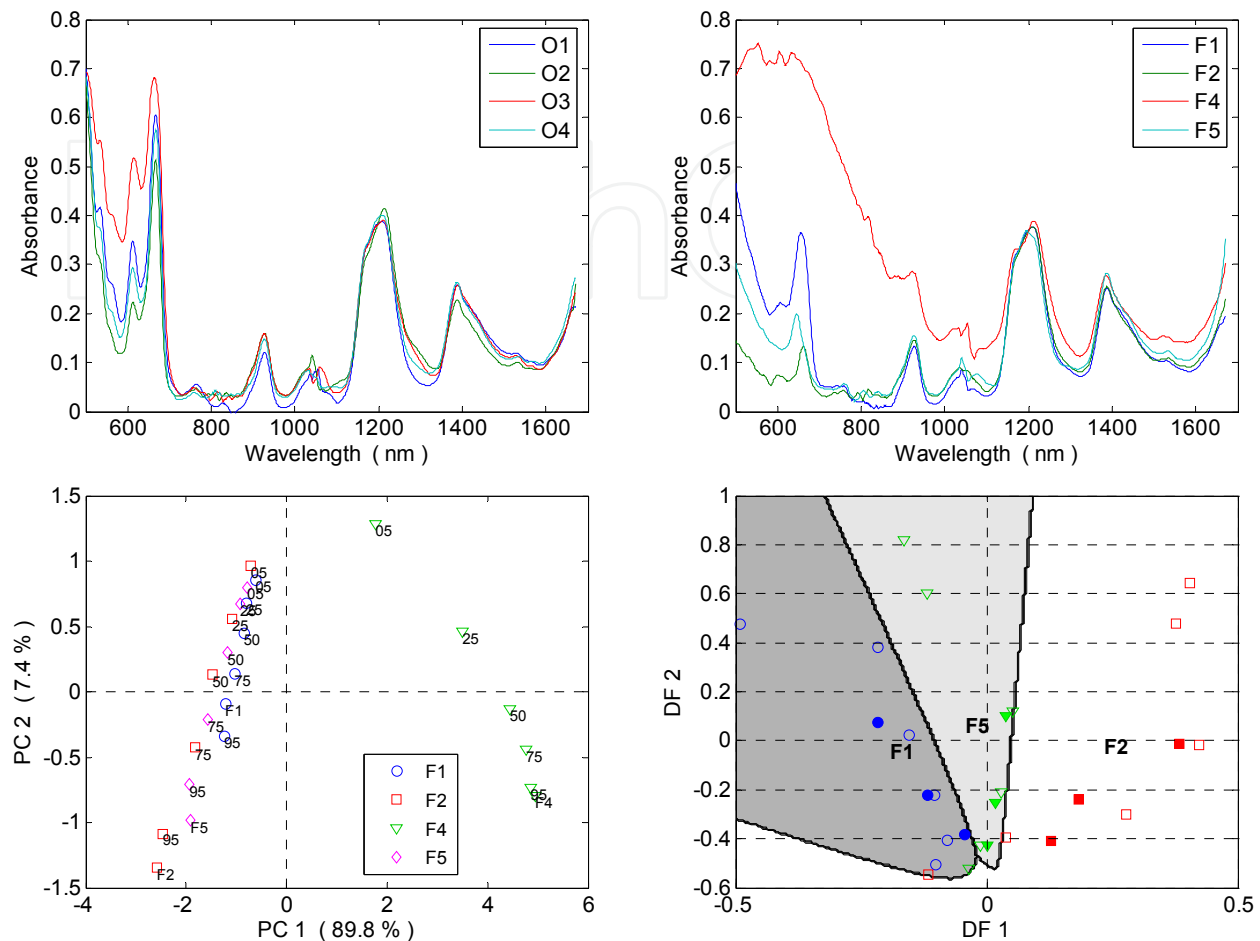 0.8
0.7
0.6
0.5
0.4
0.3
0.2
0.1
0
Absorbance
600 800 1000 1200 1400 1600
Wavelength ( nm )
O1
O2
O3
O4
0.8
0.7
0.6
0.5
0.4
0.3
0.2
0.1
0
Absorbance
600 800 1000 1200 1400 1600
Wavelength ( nm )
F1
F2
F4
F5
1.5
1
0.5
0
-0.5
-1
-1.5
PC 2 ( 7.4 % )
-4 -2 0 2 4 6
PC 1 ( 89.8 % )
05
05
05
25
25
25
50
50
50
75
F1
95
75
75
95
F5
95
F2
05
25
50
75
95
F4
F1
F2
F4
F5
1
0.8
0.6
0.4
0.2
0
-0.2
-0.4
-0.6
DF 2
-0.5 0 0.5
DF 1
F1
F5
F2